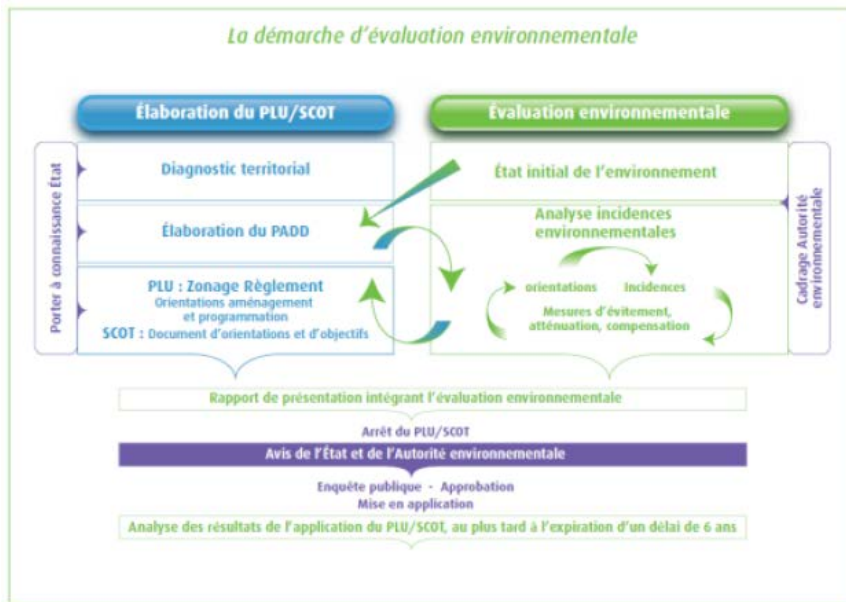 La démarche d'évaluation environnementale
Élaboration du PLU/SCOT
Évaluation environnementale
Porter à connaissance État
Diagnostic territorial
Élaboration du PADD
PLU : Zonage Règlement
Orientations aménagement
et programmation
SCOT : Document d'orientations et d'objectifs
État initial de l'environnement
Analyse incidences
environnementales
orientations
Incidences
Mesures d'évitement,
atténuation, compensation
Cadrage Autorité
environnementale
Rapport de présentation intégrant l'évaluation environnementale
Arrêt du PLU/SCOT
Avis de l'État et de l'Autorité environnementale
Enquête publique - Approbation
Mise en application
Analyse des résultats de l'application du PLU/SCOT, au plus tard à l'expiration d'un délai de 6 ans